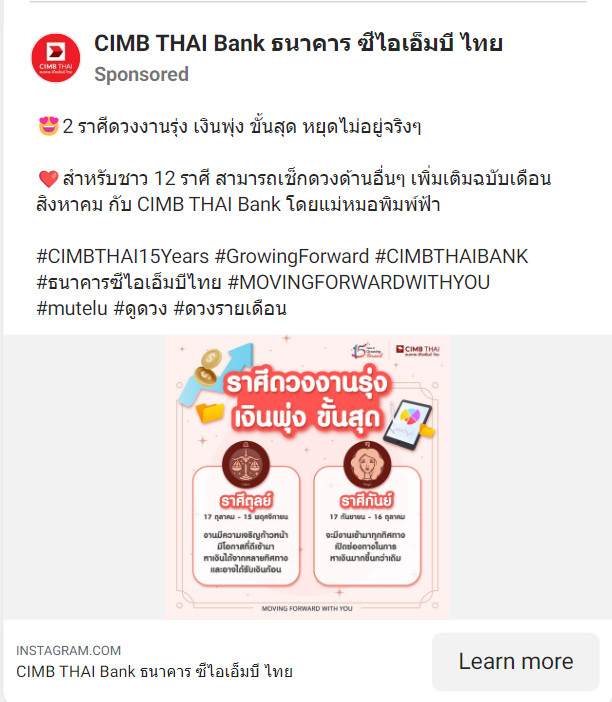 CIMB THAI
CIMB THAI Bank ธนาคาร ซีไอเอ็มบี ไทย
Sponsored
😍2 ราศีดวงงานรุ่ง เงินพุ่ง ขั้นสุด หยุดไม่อยู่จริงๆ
❤️สำหรับชาว 12 ราศี สามารถเช็กดวงด้านอื่นๆ เพิ่มเติมฉบับเดือน
สิงหาคม กับ CIMB THAI Bank โดยแม่หมอพิมพ์ฟ้า
#CIMBTHAI15Years #GrowingForward #CIMBTHAIBANK
#ธนาคารซีไอเอ็มบีไทย #MOVINGFORWARDWITHYOU
#mutelu #ดูดวง #ดวงรายเดือน
15 Years of Growing Forward
CIMB THAI
ราศีดวงงานรุ่ง
เงินพุ่ง ขั้นสุด
ราศีตุลย์
17 ตุลาคม - 15 พฤศจิกายน
งานมีความเจริญก้าวหน้า
มีโอกาสที่ดีเข้ามา
หาเงินได้จากหลายทิศทาง
และอาจได้รับเงินก้อน
ราศีกันย์
17 กันยายน - 16 ตุลาคม
จะมีงานเข้ามาทุกทิศทาง
เปิดช่องทางในการ
หาเงินมากขึ้นกว่าเดิม
MOVING FORWARD WITH YOU
INSTAGRAM.COM
CIMB THAI Bank ธนาคาร ซีไอเอ็มบี ไทย
Learn more